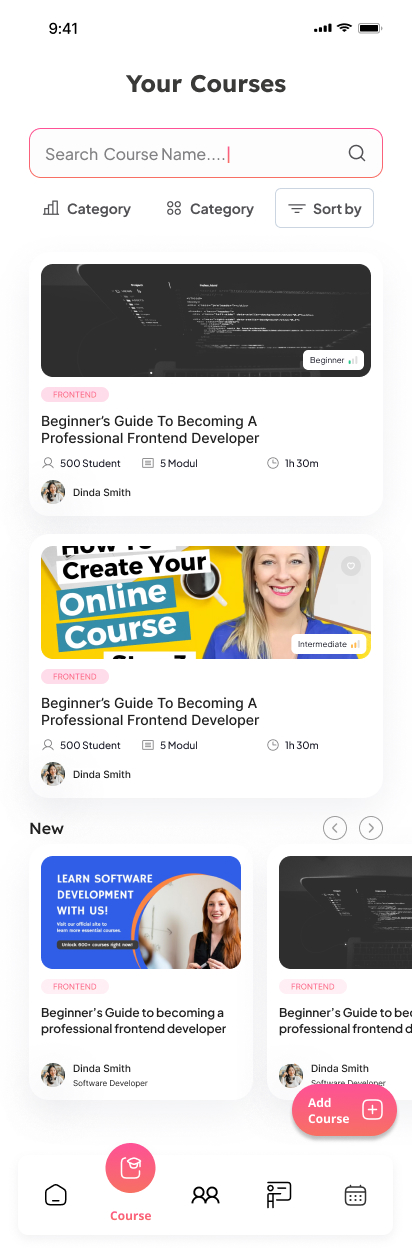 9:41
Your Courses
Search Course Name....
Category
Category
Sort by
Beginner
FRONTEND
Beginner's Guide To Becoming A
Professional Frontend Developer
500 Student
5 Modul
1h 30m
Dinda Smith
How To
Create Your
Online
Course
Intermediate
FRONTEND
Beginner's Guide To Becoming A
Professional Frontend Developer
500 Student
5 Modul
1h 30m
Dinda Smith
New
LEARN SOFTWARE
DEVELOPMENT
WITH US!
Visit our official site to
learn more essential courses.
Unlock 600+ courses right now!
FRONTEND
Beginner's Guide to becoming a
professional frontend developer
Dinda Smith
Software Developer
FRONTEND
Beginner's Guide to bec
professional frontend d
Dinda Smith
Software Developer
Add
Course
Course